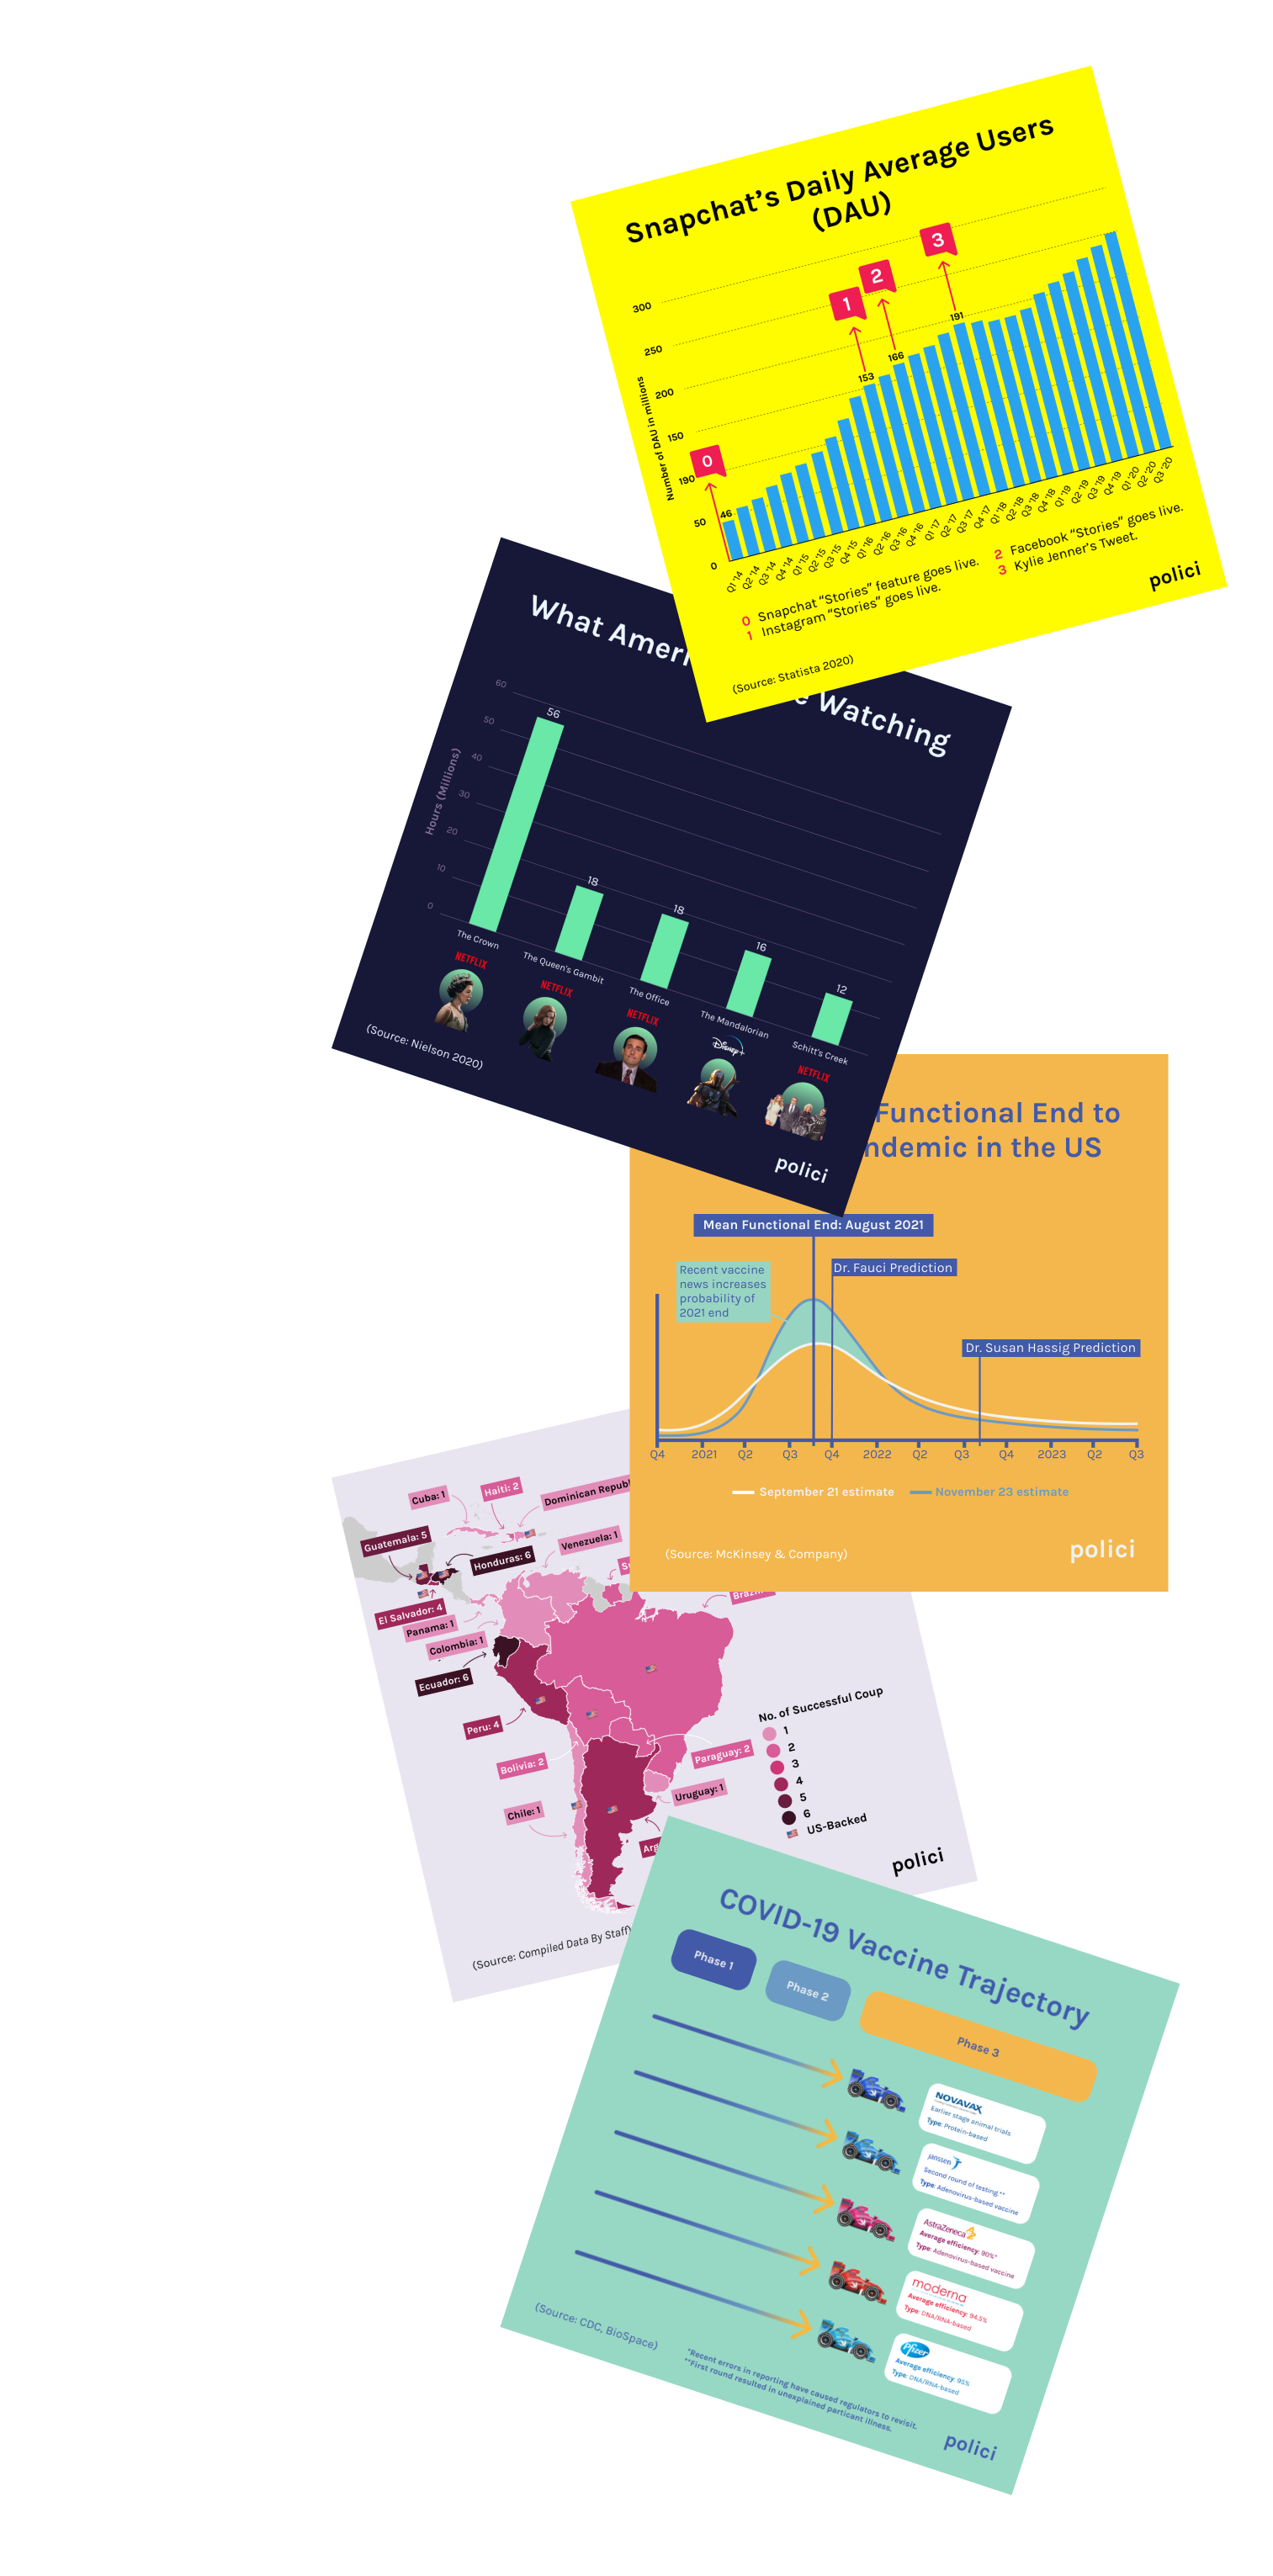 Snapchat's Daily Average Users
(DAU)
Number of DAU in millions
300
250
200
150
190
50
0
0
1
2
3
46
153
166
191
Q1 '14
Q2 '14
Q3 '14
Q4 '14
Q1 '15
Q2 '15
Q3 '15
Q4 '15
Q1 '16
Q2 '16
Q3 '16
Q4 '16
Q1 '17
Q2 '17
Q3 '17
Q4 '17
Q1 '18
Q2 '18
Q3 '18
Q4 '18
Q1 '19
Q2 '19
Q3 '19
Q4 '19
Q1 '20
Q2 '20
Q3 '20
0 Snapchat "Stories" feature goes live.
1 Instagram "Stories" goes live.
2 Facebook "Stories" goes live.
3 Kylie Jenner's Tweet.
(Source: Statista 2020)
polici
What Ameri
e Watching
Hours (Millions)
60
50
40
30
20
10
0
56
18
18
16
12
The Crown
The Queen's Gambit
The Office
The Mandalorian
Schitt's Creek
NETFLIX
NETFLIX
NETFLIX
Disney+
NETFLIX
(Source: Nielson 2020)
polici
Functional End to
ndemic in the US
Mean Functional End: August 2021
Recent vaccine
news increases
probability of
2021 end
Dr. Fauci Prediction
Dr. Susan Hassig Prediction
Q4 2021 Q2 Q3 Q4 2022 Q2 Q3 Q4 2023 Q2 Q3
September 21 estimate
November 23 estimate
(Source: McKinsey & Company)
polici
Cuba: 1
Haiti: 2
Dominican Republ
Guatemala: 5
Honduras: 6
Venezuela: 1
El Salvador: 4
Panama: 1
Colombia: 1
Ecuador: 6
Peru: 4
Bolivia: 2
Chile: 1
Paraguay: 2
Uruguay: 1
Arg
No. of Successful Coup
1
2
3
4
5
6
US-Backed
polici
(Source: Compiled Data By Staff)
COVID-19 Vaccine Trajectory
Phase 1
Phase 2
Phase 3
NOVAVAX
Earlier stage animal trials
Type: Protein-based
janssen
Second round of testing.**
Type: Adenovirus-based vaccine
AstraZeneca
Average efficiency: 90%*
Type: Adenovirus-based vaccine
moderna
Average efficiency: 94.5%
Type: DNA/RNA-based
Pfizer
Average efficiency: 95%
Type: DNA/RNA-based
(Source: CDC, BioSpace)
*Recent errors in reporting have caused regulators to revisit.
**First round resulted in unexplained particant illness.
polici